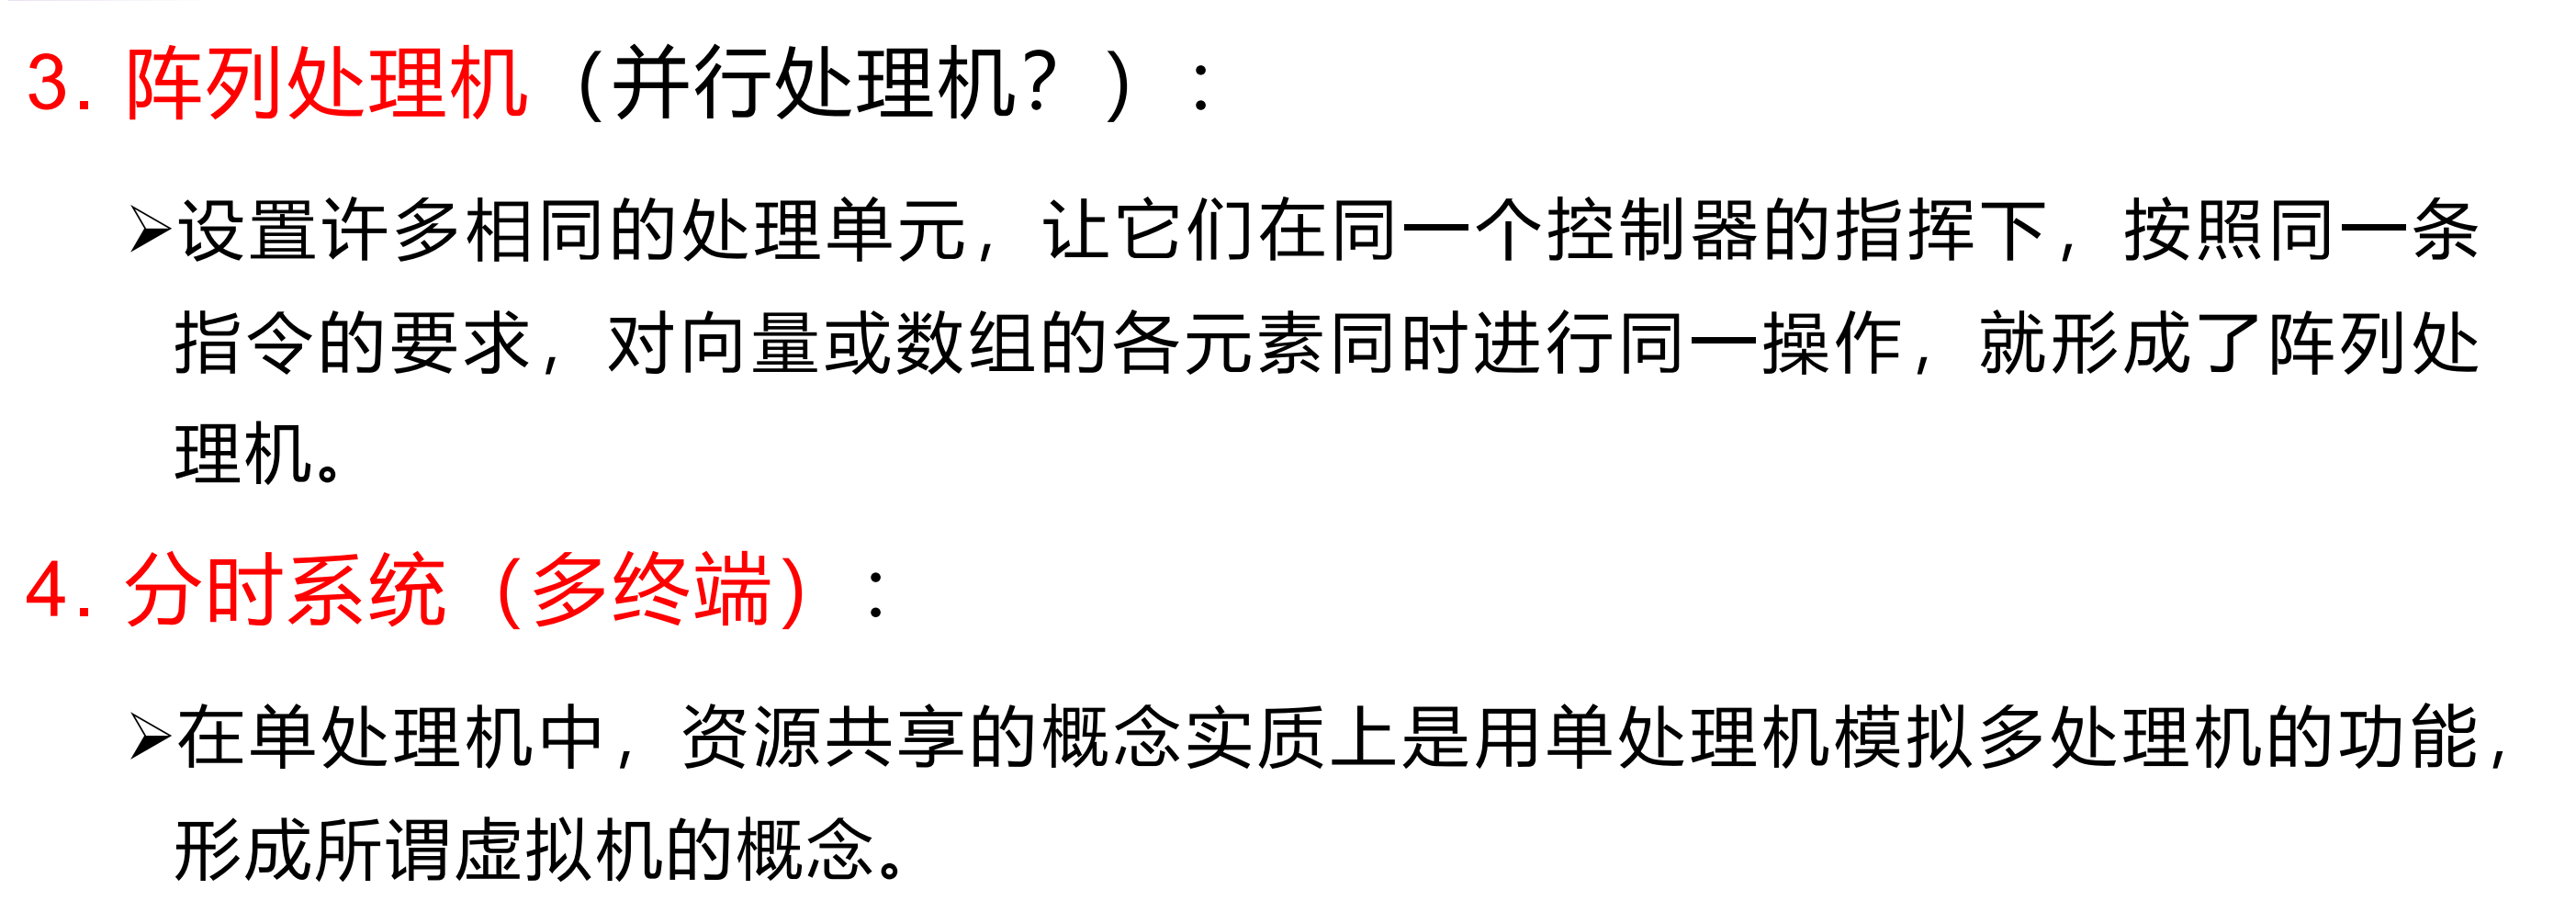 3. 阵列处理机（并行处理机？）：
➢设置许多相同的处理单元，让它们在同一个控制器的指挥下，按照同一条
指令的要求，对向量或数组的各元素同时进行同一操作，就形成了阵列处
理机。
4. 分时系统（多终端）：
➢在单处理机中，资源共享的概念实质上是用单处理机模拟多处理机的功能，
形成所谓虚拟机的概念。